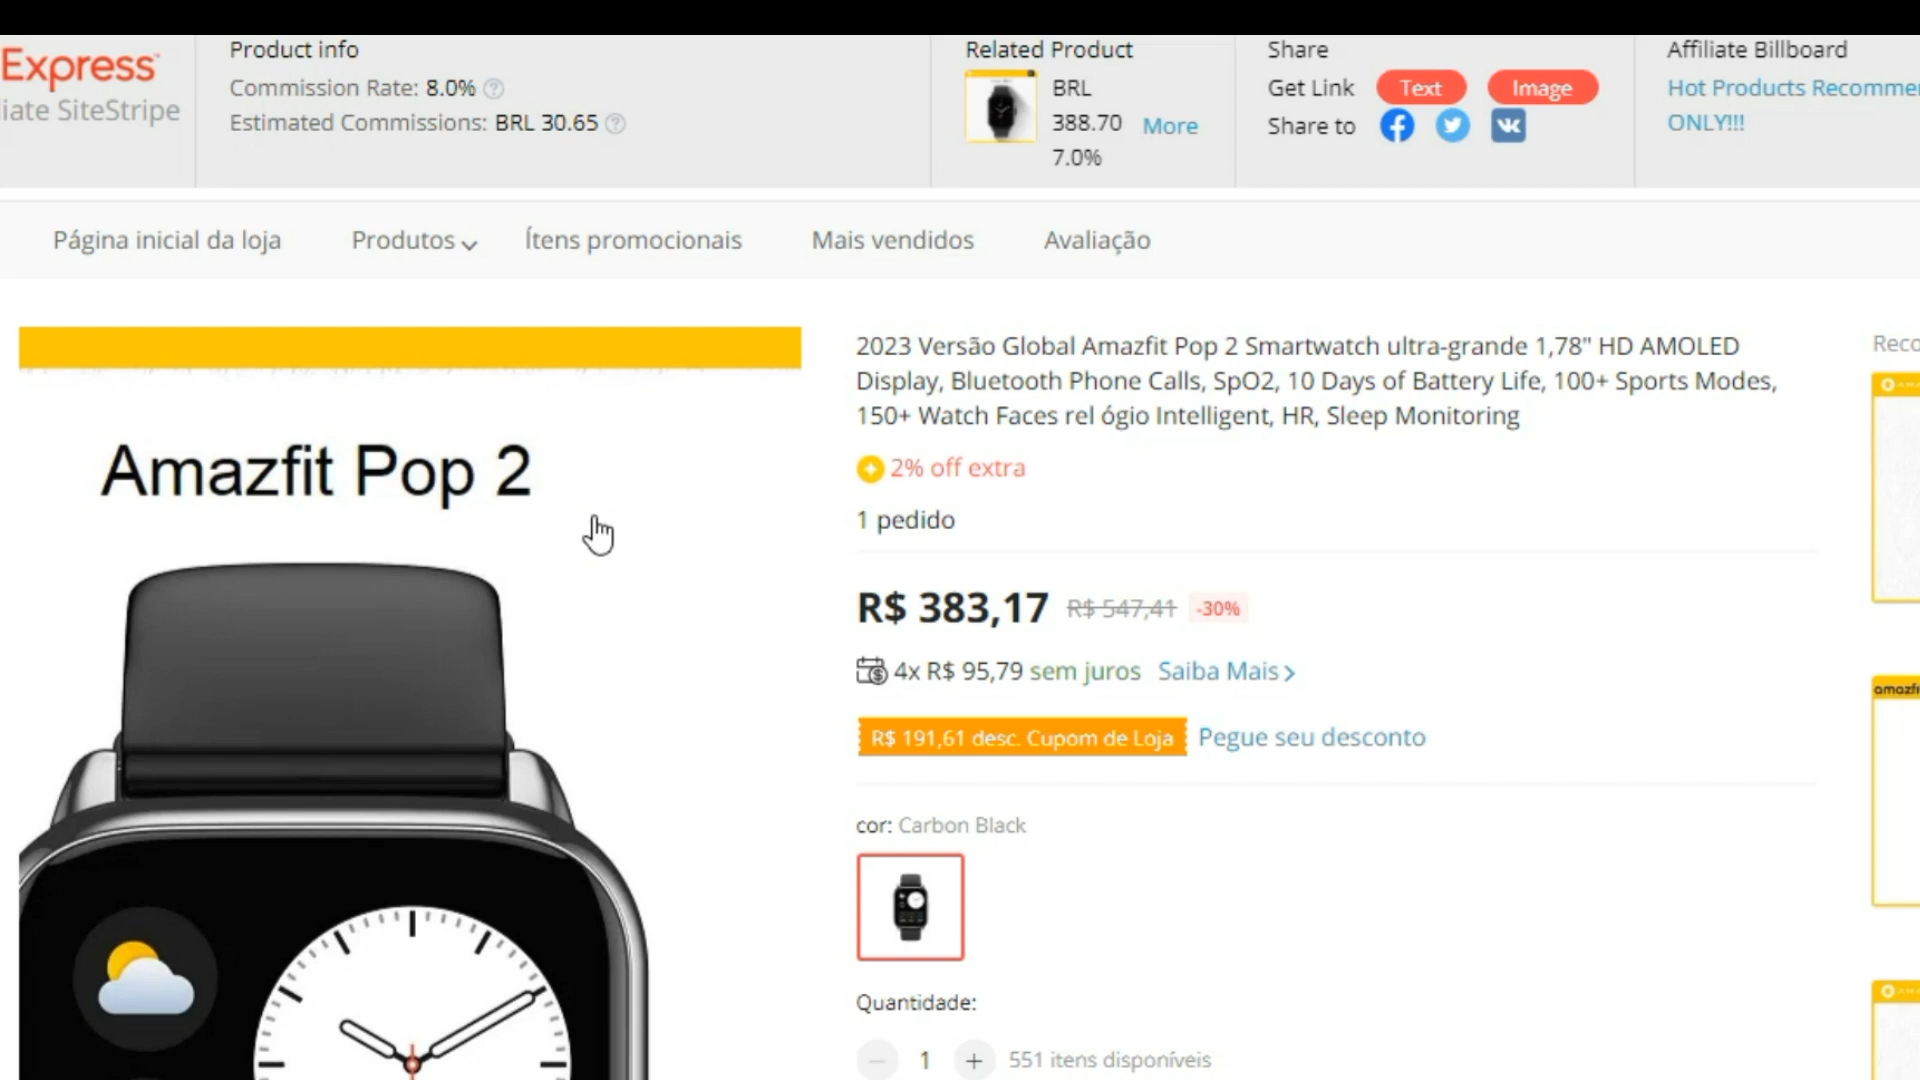 Express
iate SiteStripe
Product info
Commission Rate: 8.0%
Estimated Commissions: BRL 30.65
Related Product
BRL
388.70
7.0%
More
Share
Get Link Text Image
Share to
Affiliate Billboard
Hot Products Recomme
ONLY!!!
Página inicial da loja Produtos Ítens promocionais Mais vendidos Avaliação
Amazfit Pop 2
2023 Versão Global Amazfit Pop 2 Smartwatch ultra-grande 1,78" HD AMOLED
Display, Bluetooth Phone Calls, SpO2, 10 Days of Battery Life, 100+ Sports Modes,
150+ Watch Faces rel ógio Intelligent, HR, Sleep Monitoring
2% off extra
1 pedido
R$ 383,17 R$ 547,41 -30%
4x R$ 95,79 sem juros Saiba Mais
R$ 191,61 desc. Cupom de Loja Pegue seu desconto
cor: Carbon Black
Quantidade:
1 551 itens disponíveis
Reco
amazfi